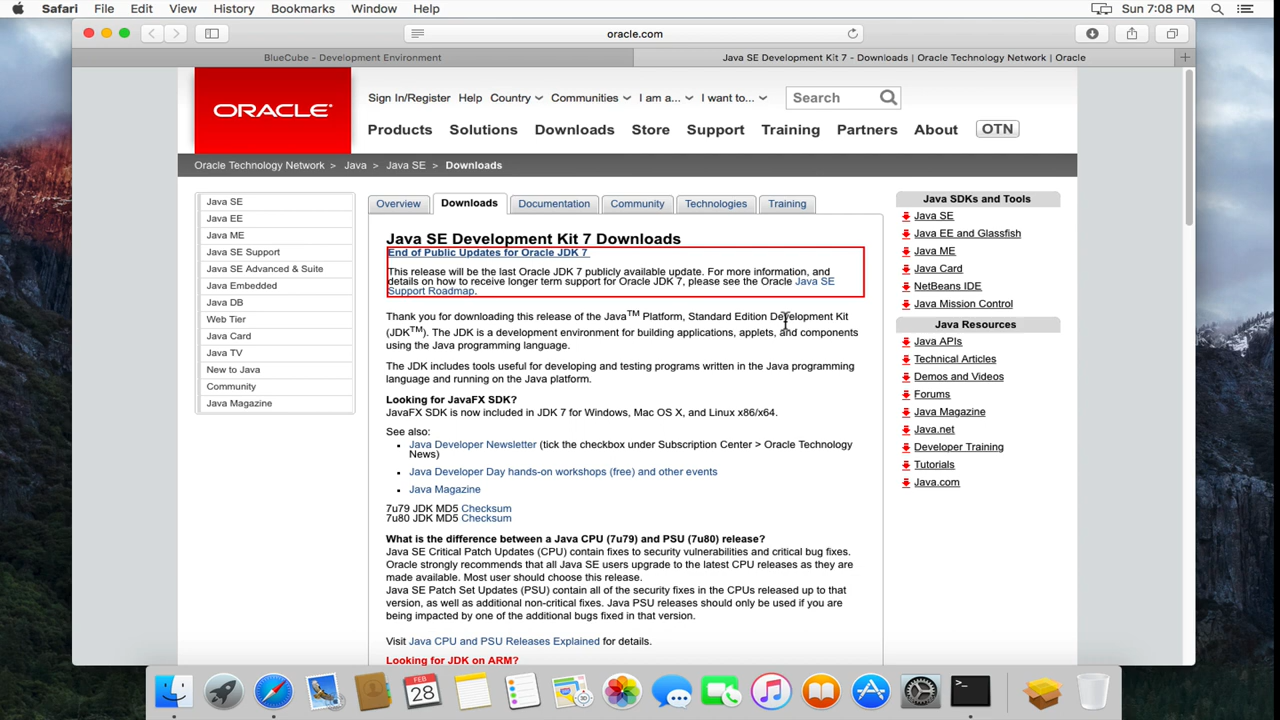 Safari File Edit View History Bookmarks Window Help Sun 7:08 PM
oracle.com
BlueCube - Development Environment
Java SE Development Kit 7 - Downloads | Oracle Technology Network | Oracle
ORACLE®
Sign In/Register Help Country Communities I am a... I want to... Search
Products Solutions Downloads Store Support Training Partners About OTN
Oracle Technology Network > Java > Java SE > Downloads
Java SE
Java EE
Java ME
Java SE Support
Java SE Advanced & Suite
Java Embedded
Java DB
Web Tier
Java Card
Java TV
New to Java
Community
Java Magazine
Overview Downloads Documentation Community Technologies Training
Java SE Development Kit 7 Downloads
End of Public Updates for Oracle JDK 7
This release will be the last Oracle JDK 7 publicly available update. For more information, and
details on how to receive longer term support for Oracle JDK 7, please see the Oracle Java SE
Support Roadmap.
Thank you for downloading this release of the Java™ Platform, Standard Edition Development Kit
(JDK™). The JDK is a development environment for building applications, applets, and components
using the Java programming language.
The JDK includes tools useful for developing and testing programs written in the Java programming
language and running on the Java platform.
Looking for JavaFX SDK?
JavaFX SDK is now included in JDK 7 for Windows, Mac OS X, and Linux x86/x64.
See also:
Java Developer Newsletter (tick the checkbox under Subscription Center > Oracle Technology
News)
Java Developer Day hands-on workshops (free) and other events
Java Magazine
7u79 JDK MD5 Checksum
7u80 JDK MD5 Checksum
What is the difference between a Java CPU (7u79) and PSU (7u80) release?
Java SE Critical Patch Updates (CPU) contain fixes to security vulnerabilities and critical bug fixes.
Oracle strongly recommends that all Java SE users upgrade to the latest CPU releases as they are
made available. Most user should choose this release.
Java SE Patch Set Updates (PSU) contain all of the security fixes in the CPUs released up to that
version, as well as additional non-critical fixes. Java PSU releases should only be used if you are
being impacted by one of the additional bugs fixed in that version.
Visit Java CPU and PSU Releases Explained for details.
Looking for JDK on ARM?
Java SDKs and Tools
Java SE
Java EE and Glassfish
Java ME
Java Card
NetBeans IDE
Java Mission Control
Java Resources
Java APIs
Technical Articles
Demos and Videos
Forums
Java Magazine
Java.net
Developer Training
Tutorials
Java.com
FEB
28
>_